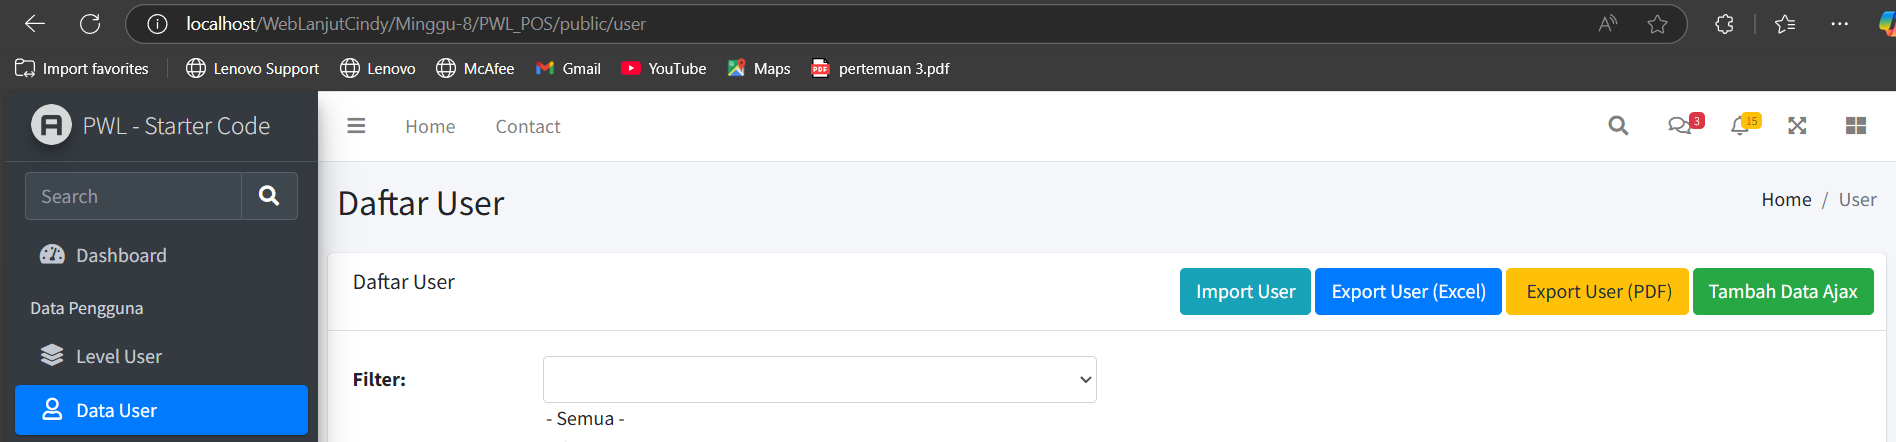 localhost/WebLanjutCindy/Minggu-8/PWL_POS/public/user
Import favorites Lenovo Support Lenovo McAfee Gmail YouTube Maps PDF pertemuan 3.pdf
PWL - Starter Code
Home Contact 3 15
Search
Daftar User
Home / User
Dashboard
Data Pengguna
Level User
Data User
Daftar User
Import User Export User (Excel) Export User (PDF) Tambah Data Ajax
Filter:
- Semua -